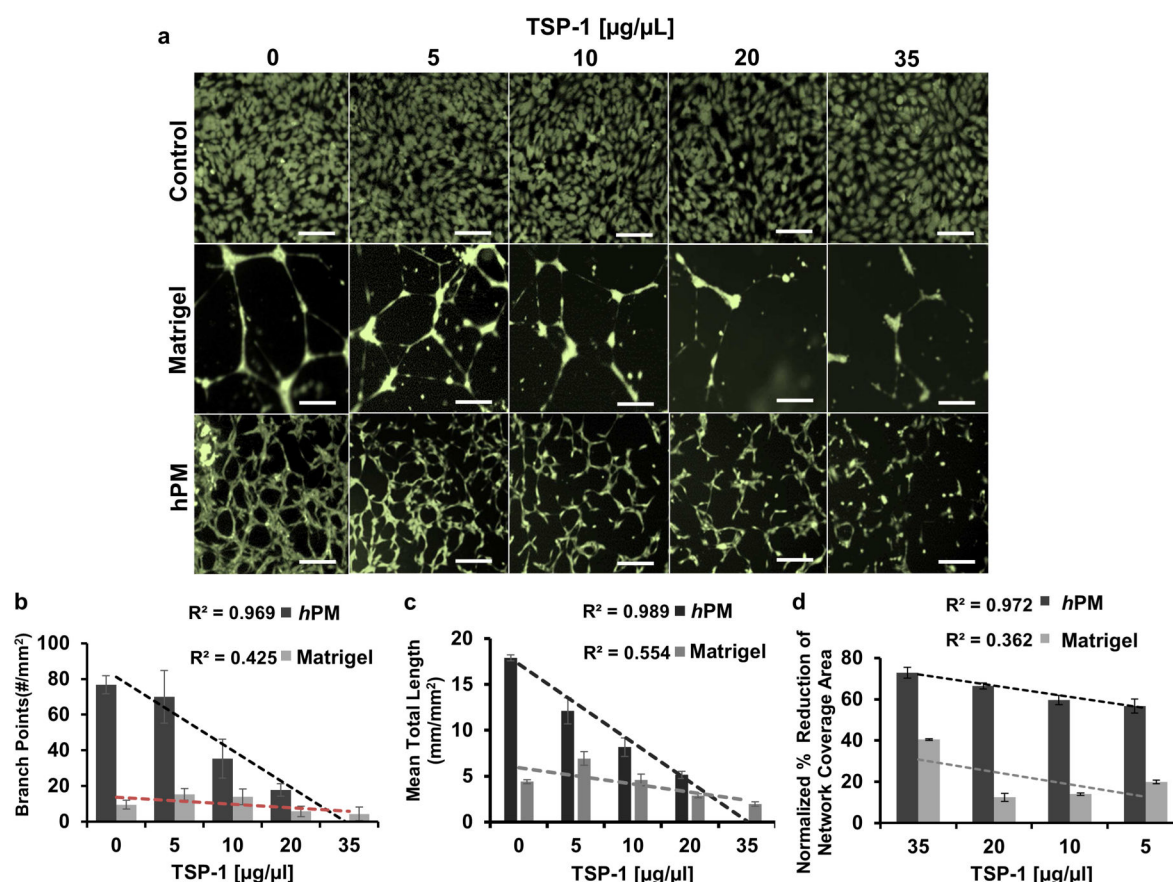 TSP-1 [µg/µL]
a
0 5 10 20 35
Control
Matrigel
hPM
b
R² = 0.969 hPM
R² = 0.425 Matrigel
Branch Points(#/mm²)
100
80
60
40
20
0
0 5 10 20 35
TSP-1 [µg/µl]
c
R² = 0.989 hPM
R² = 0.554 Matrigel
Mean Total Length
(mm/mm²)
20
15
10
5
0
0 5 10 20 35
TSP-1 [µg/µl]
d
R² = 0.972 hPM
R² = 0.362 Matrigel
Normalized % Reduction of
Network Coverage Area
80
60
40
20
0
35 20 10 5
TSP-1 [µg/µl]